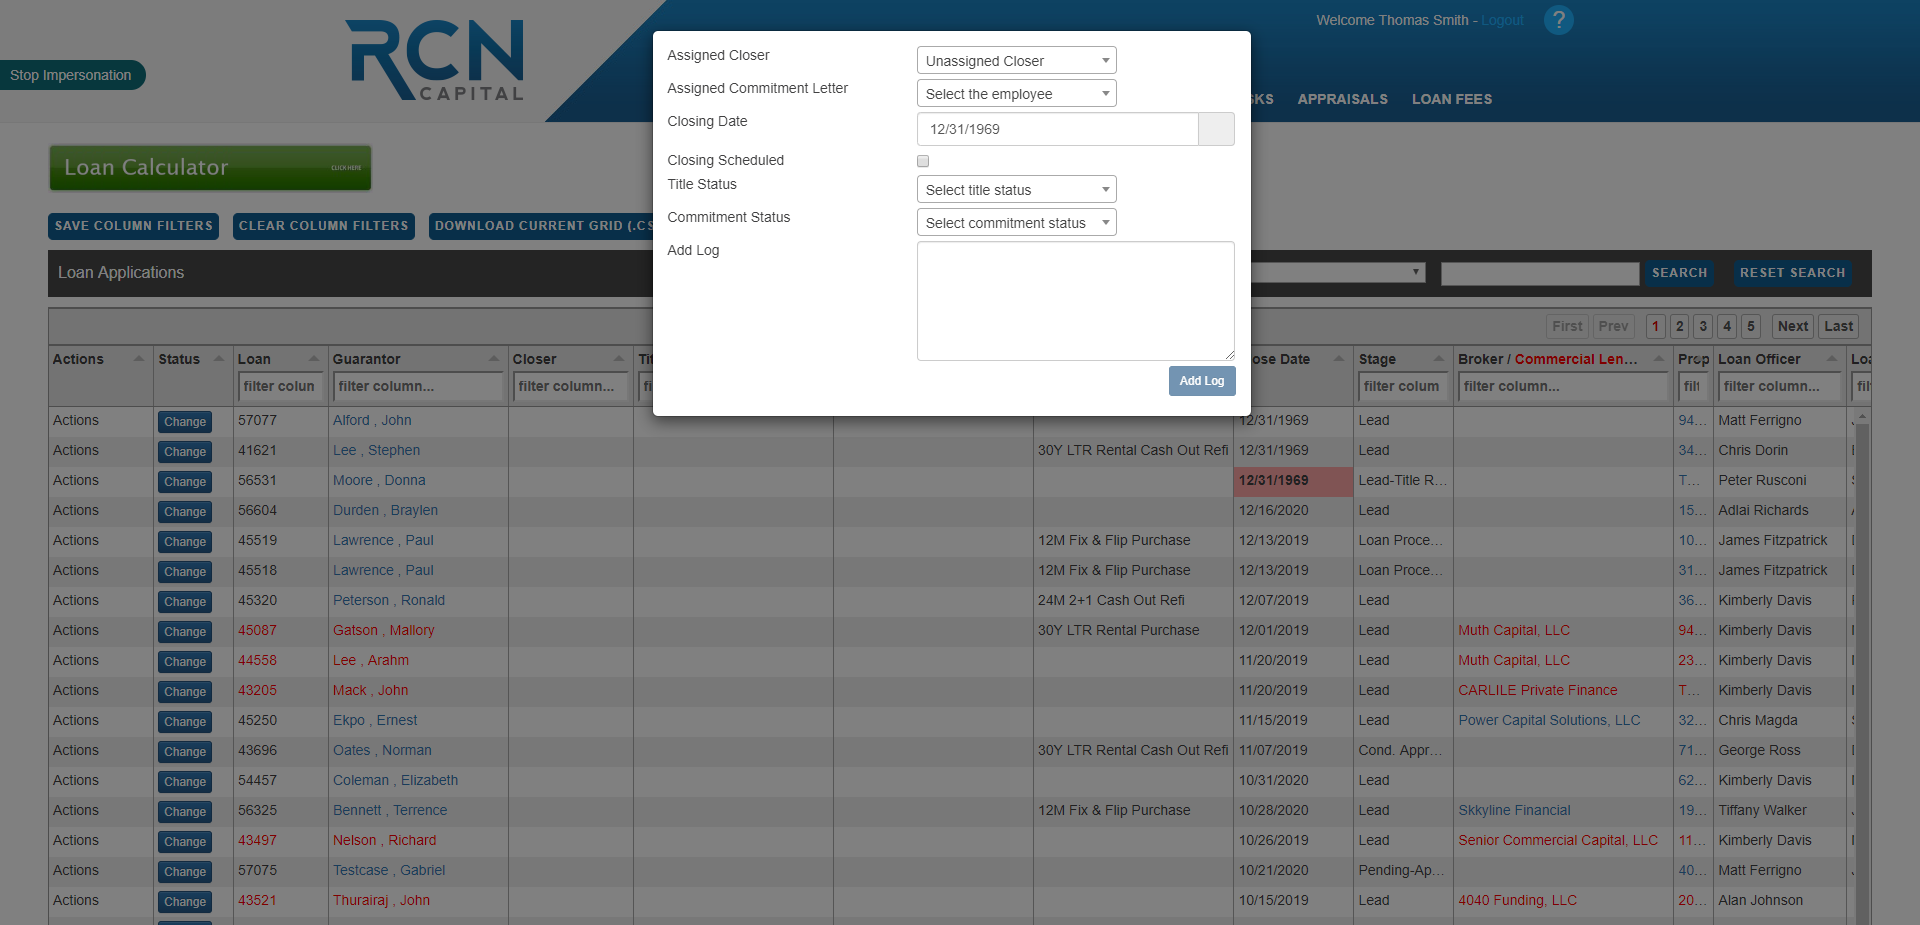 Welcome Thomas Smith - Logout ?
Stop Impersonation
RCN
CAPITAL
APPRAISALS LOAN FEES
Loan Calculator CLICK HERE
SAVE COLUMN FILTERS CLEAR COLUMN FILTERS DOWNLOAD CURRENT GRID (.CS
Assigned Closer Unassigned Closer
Assigned Commitment Letter Select the employee
Closing Date 12/31/1969
Closing Scheduled
Title Status Select title status
Commitment Status Select commitment status
Add Log
Add Log
Loan Applications SEARCH RESET SEARCH
First Prev 1 2 3 4 5 Next Last
Actions Status Loan Guarantor Closer Stage Broker / Commercial Len... Prop Loan Officer
filter colun filter column... filter column... filter colum filter column... filter column...
Actions Change 57077 Alford , John 12/31/1969 Lead 94... Matt Ferrigno
Actions Change 41621 Lee , Stephen 30Y LTR Rental Cash Out Refi 12/31/1969 Lead 34... Chris Dorin
Actions Change 56531 Moore , Donna 12/31/1969 Lead-Title R... T... Peter Rusconi
Actions Change 56604 Durden , Braylen 12/16/2020 Lead 15... Adlai Richards
Actions Change 45519 Lawrence , Paul 12M Fix & Flip Purchase 12/13/2019 Loan Proce... 10... James Fitzpatrick
Actions Change 45518 Lawrence , Paul 12M Fix & Flip Purchase 12/13/2019 Loan Proce... 31... James Fitzpatrick
Actions Change 45320 Peterson , Ronald 24M 2+1 Cash Out Refi 12/07/2019 Lead 36... Kimberly Davis
Actions Change 45087 Gatson , Mallory 30Y LTR Rental Purchase 12/01/2019 Lead Muth Capital, LLC 94... Kimberly Davis
Actions Change 44558 Lee , Arahm 11/20/2019 Lead Muth Capital, LLC 23... Kimberly Davis
Actions Change 43205 Mack , John 11/20/2019 Lead CARLILE Private Finance T... Kimberly Davis
Actions Change 45250 Ekpo , Ernest 11/15/2019 Lead Power Capital Solutions, LLC 32... Chris Magda
Actions Change 43696 Oates , Norman 30Y LTR Rental Cash Out Refi 11/07/2019 Cond. Appr... 71... George Ross
Actions Change 54457 Coleman , Elizabeth 10/31/2020 Lead 62... Kimberly Davis
Actions Change 56325 Bennett , Terrence 12M Fix & Flip Purchase 10/28/2020 Lead Skkyline Financial 19... Tiffany Walker
Actions Change 43497 Nelson , Richard 10/26/2019 Lead Senior Commercial Capital, LLC 11... Kimberly Davis
Actions Change 57075 Testcase , Gabriel 10/21/2020 Pending-Ap... 40... Matt Ferrigno
Actions Change 43521 Thurairaj , John 10/15/2019 Lead 4040 Funding, LLC 20... Alan Johnson